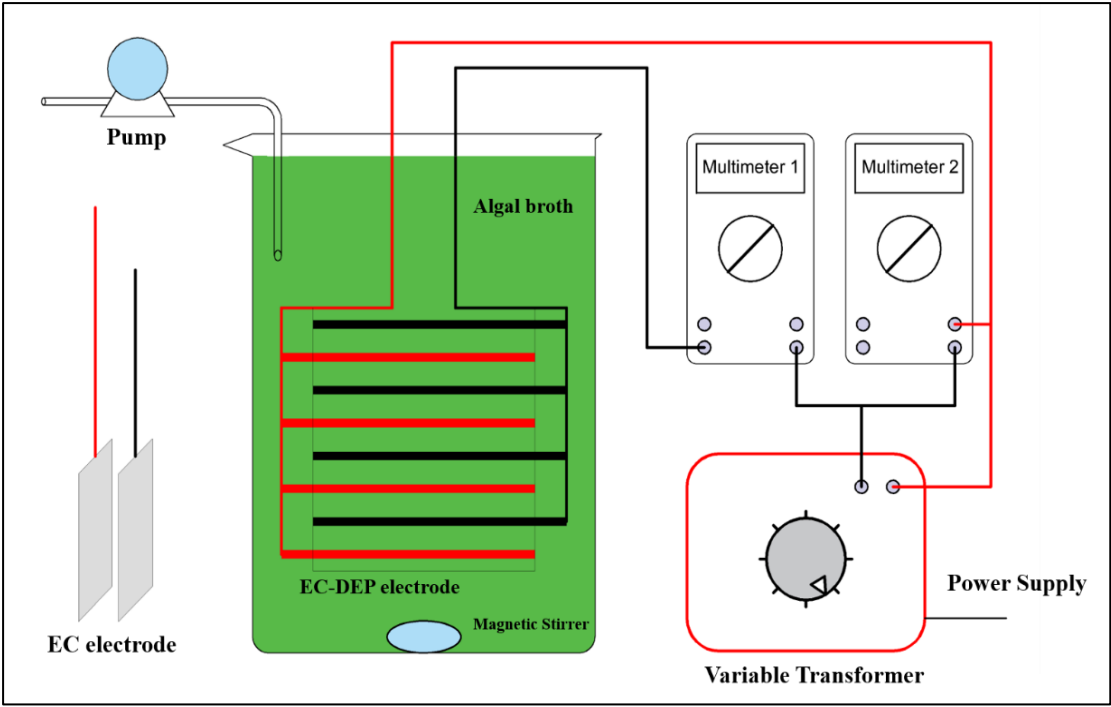 Pump
Multimeter 1
Multimeter 2
Algal broth
EC-DEP electrode
Magnetic Stirrer
EC electrode
Power Supply
Variable Transformer